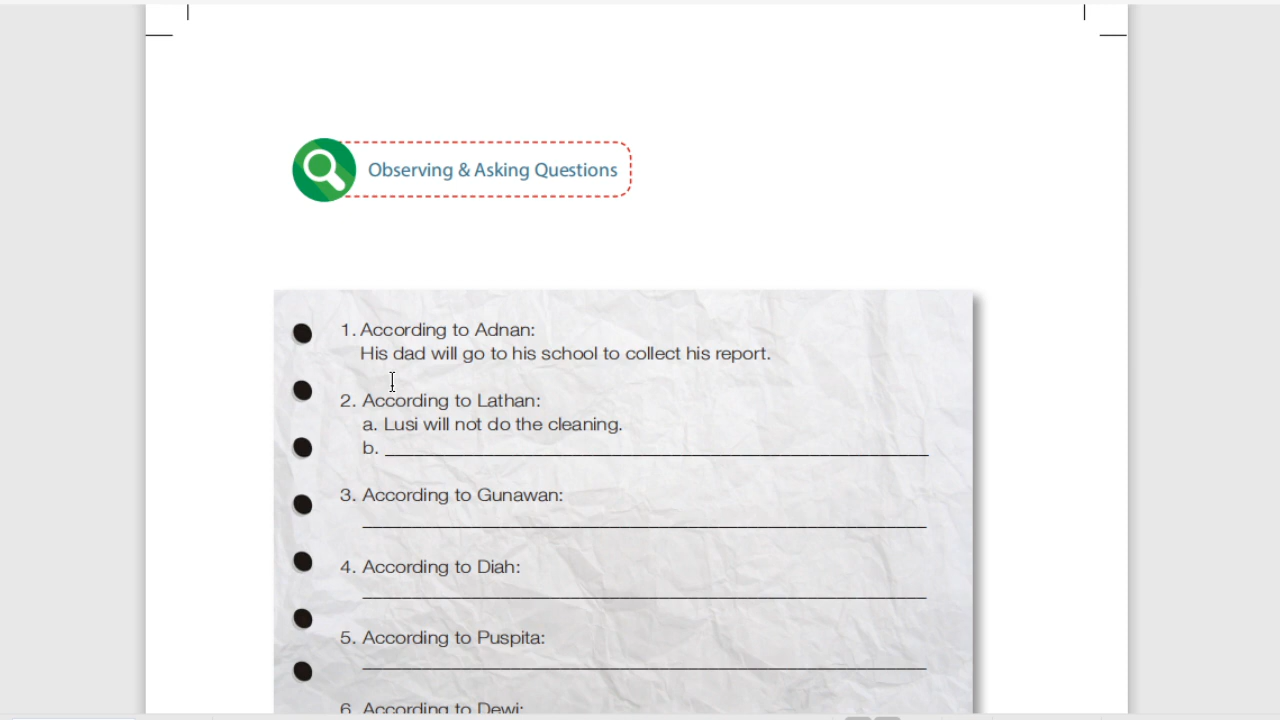 Observing & Asking Questions
1. According to Adnan:
His dad will go to his school to collect his report.
2. According to Lathan:
a. Lusi will not do the cleaning.
b.
3. According to Gunawan:
4. According to Diah:
5. According to Puspita:
6. According to Dewi: